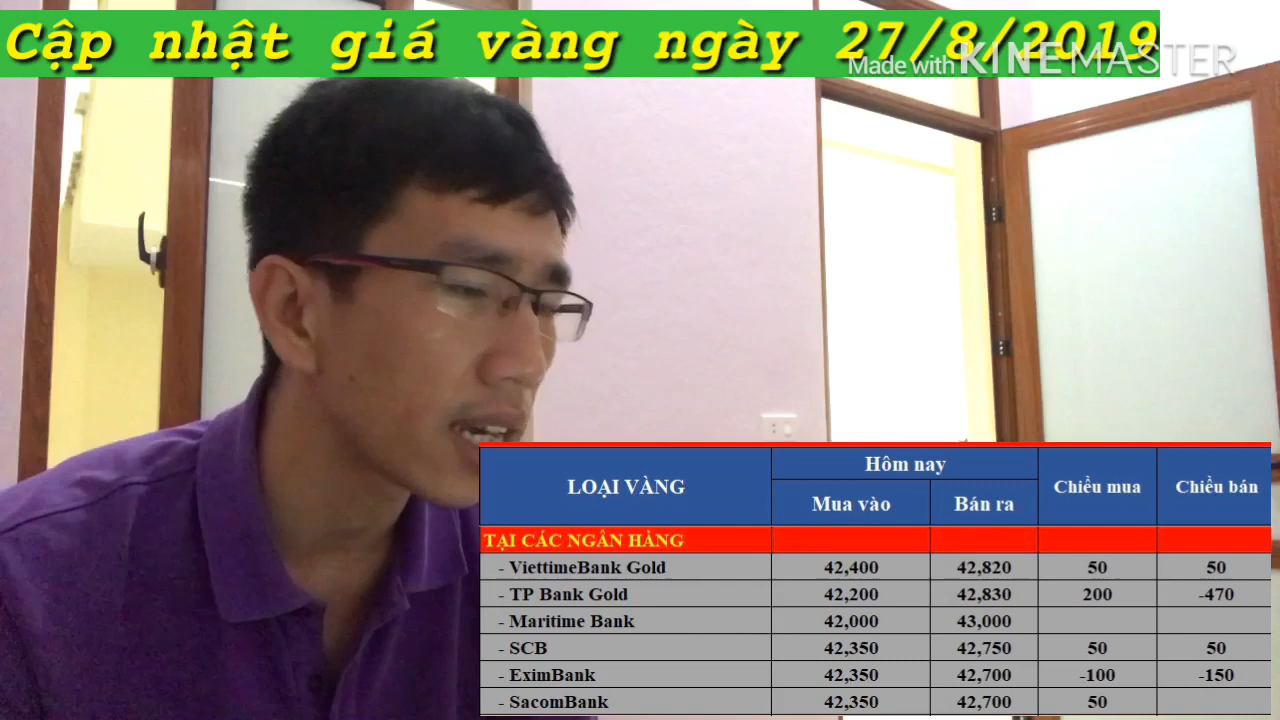 Cập nhật giá vàng ngày 27/8/2019
Made with KINEMASTER
LOẠI VÀNG Hôm nay Chiều mua Chiều bán
Mua vào Bán ra
TẠI CÁC NGÂN HÀNG
- ViettimeBank Gold 42,400 42,820 50 50
- TP Bank Gold 42,200 42,830 200 -470
- Maritime Bank 42,000 43,000
- SCB 42,350 42,750 50 50
- EximBank 42,350 42,700 -100 -150
- SacomBank 42,350 42,700 50